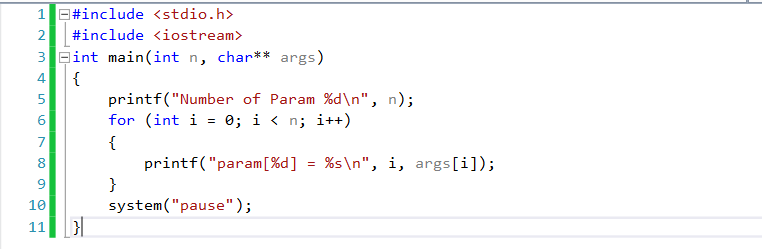 1 #include <stdio.h>
2 #include <iostream>
3 int main(int n, char** args)
4 {
5     printf("Number of Param %d\n", n);
6     for (int i = 0; i < n; i++)
7     {
8         printf("param[%d] = %s\n", i, args[i]);
9     }
10     system("pause");
11 }